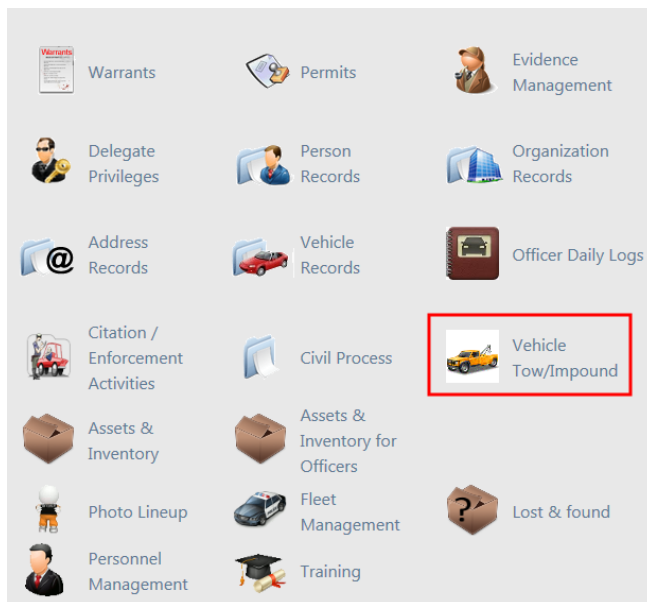 Warrants
Warrants
Permits
Evidence
Management
Delegate
Privileges
Person
Records
Organization
Records
Address
Records
@
Vehicle
Records
Officer Daily Logs
Citation /
Enforcement
Activities
Civil Process
Vehicle
Tow/Impound
Assets &
Inventory
Assets &
Inventory for
Officers
Photo Lineup
Fleet
Management
?
Lost & found
Personnel
Management
Training